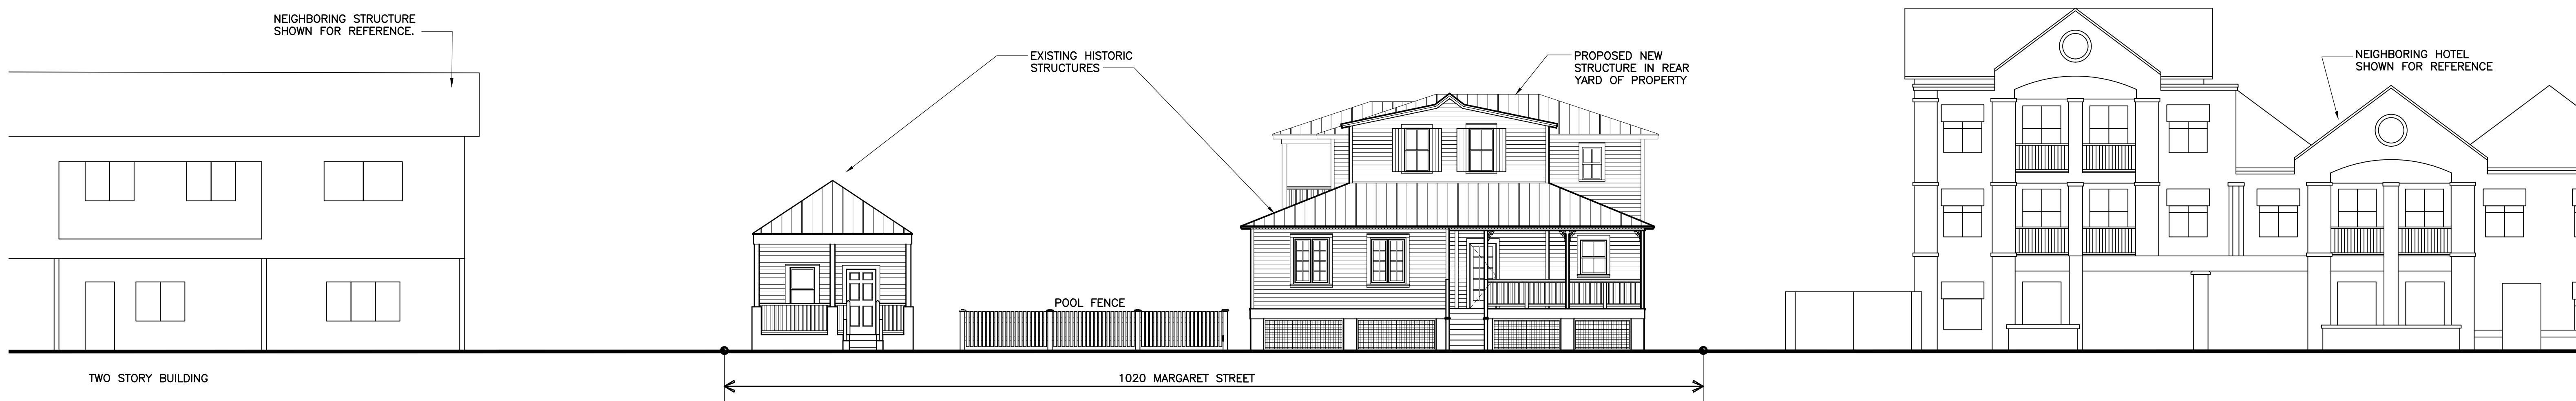 NEIGHBORING STRUCTURE
SHOWN FOR REFERENCE.
EXISTING HISTORIC
STRUCTURES
PROPOSED NEW
STRUCTURE IN REAR
YARD OF PROPERTY
NEIGHBORING HOTEL
SHOWN FOR REFERENCE
POOL FENCE
TWO STORY BUILDING
1020 MARGARET STREET